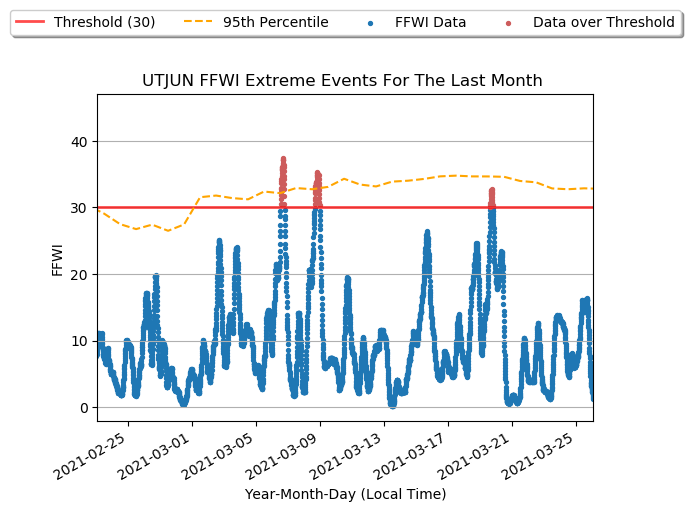 Threshold (30) 95th Percentile FFWI Data Data over Threshold
UTJUN FFWI Extreme Events For The Last Month
40
30
20
10
0
FFWI
2021-02-25 2021-03-01 2021-03-05 2021-03-09 2021-03-13 2021-03-17 2021-03-21 2021-03-25
Year-Month-Day (Local Time)